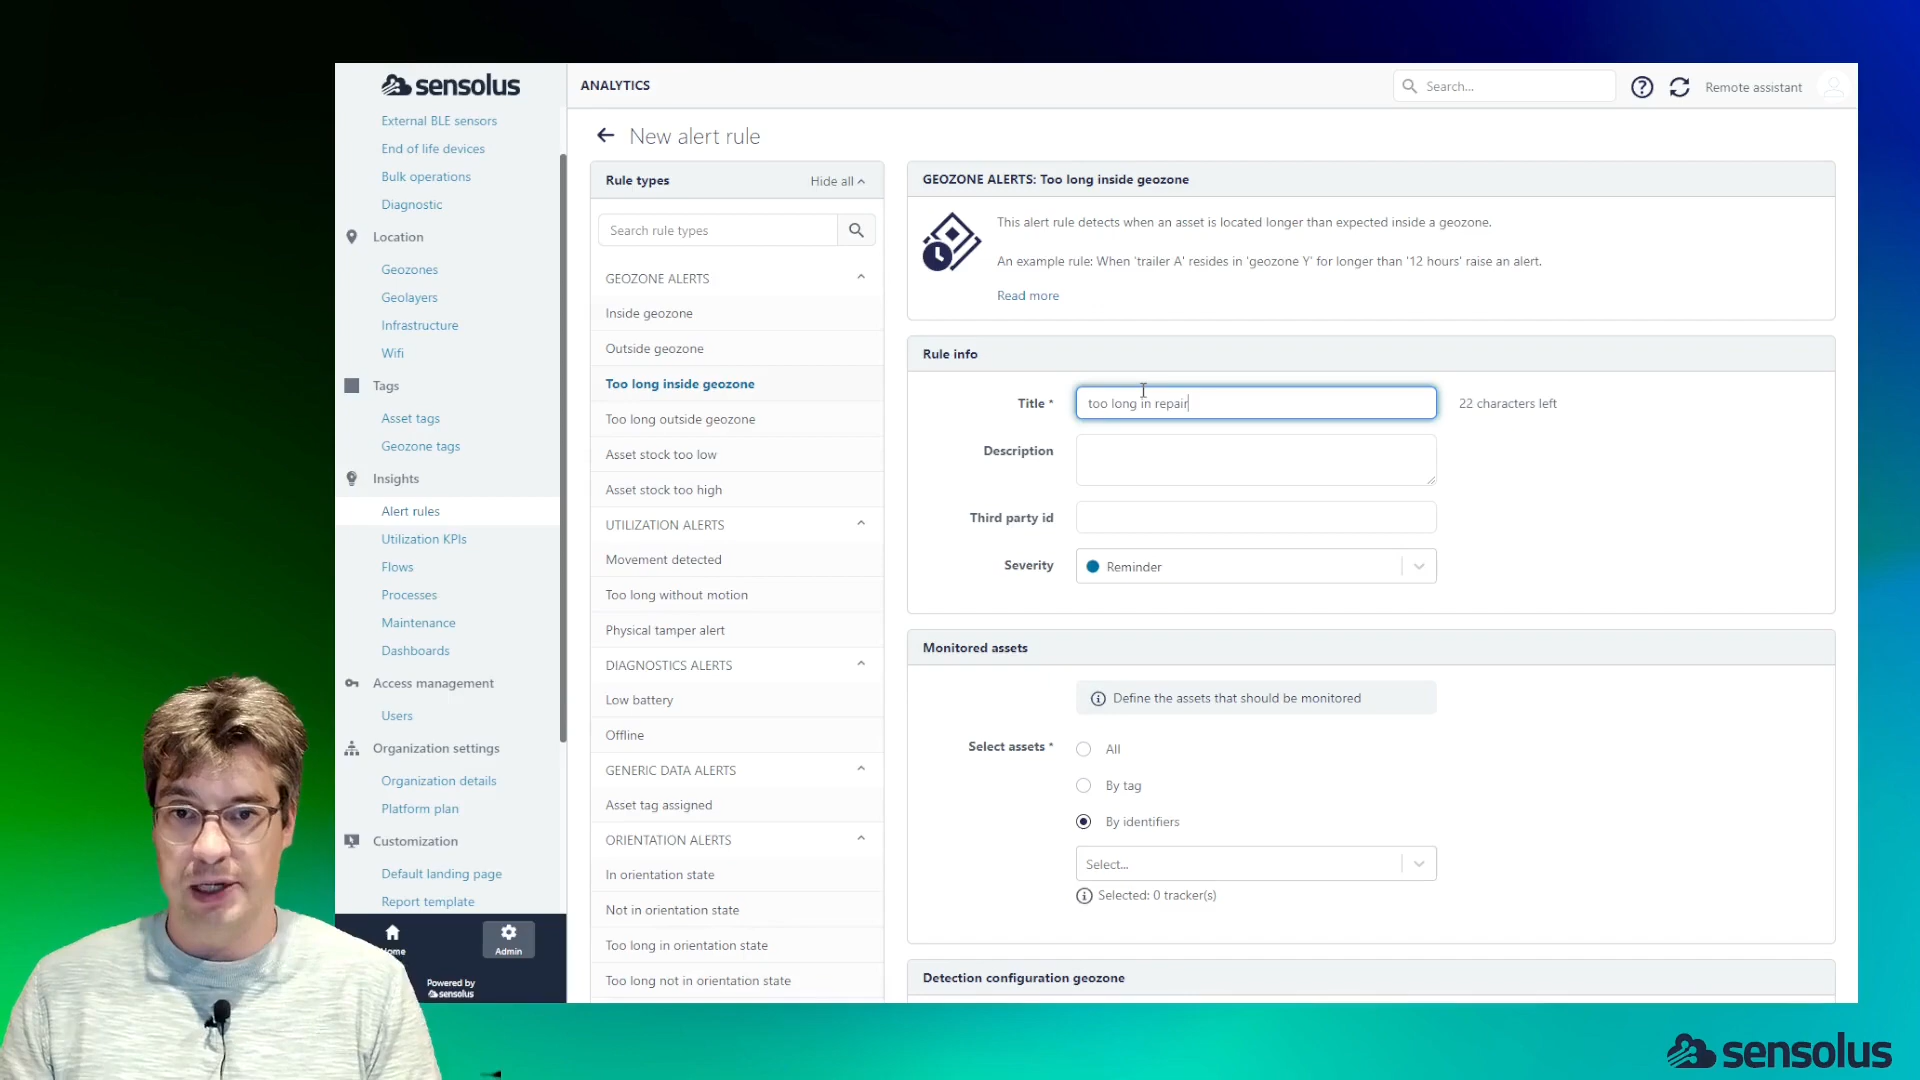 sensolus
External BLE sensors
End of life devices
Bulk operations
Diagnostic
Location
Geozones
Geolayers
Infrastructure
Wifi
Tags
Asset tags
Geozone tags
Insights
Alert rules
Utilization KPIs
Flows
Processes
Maintenance
Dashboards
Access management
Users
Organization settings
Organization details
Platform plan
Customization
Default landing page
Report template
Admin
Powered by
sensolus
ANALYTICS
Search...
Remote assistant
New alert rule
Rule types
Hide all
Search rule types
GEOZONE ALERTS
Inside geozone
Outside geozone
Too long inside geozone
Too long outside geozone
Asset stock too low
Asset stock too high
UTILIZATION ALERTS
Movement detected
Too long without motion
Physical tamper alert
DIAGNOSTICS ALERTS
Low battery
Offline
GENERIC DATA ALERTS
Asset tag assigned
ORIENTATION ALERTS
In orientation state
Not in orientation state
Too long in orientation state
Too long not in orientation state
GEOZONE ALERTS: Too long inside geozone
This alert rule detects when an asset is located longer than expected inside a geozone.
An example rule: When 'trailer A' resides in 'geozone Y' for longer than '12 hours' raise an alert.
Read more
Rule info
Title * too long in repair 22 characters left
Description
Third party id
Severity Reminder
Monitored assets
Define the assets that should be monitored
Select assets * All
By tag
By identifiers
Select...
Selected: 0 tracker(s)
Detection configuration geozone
sensolus